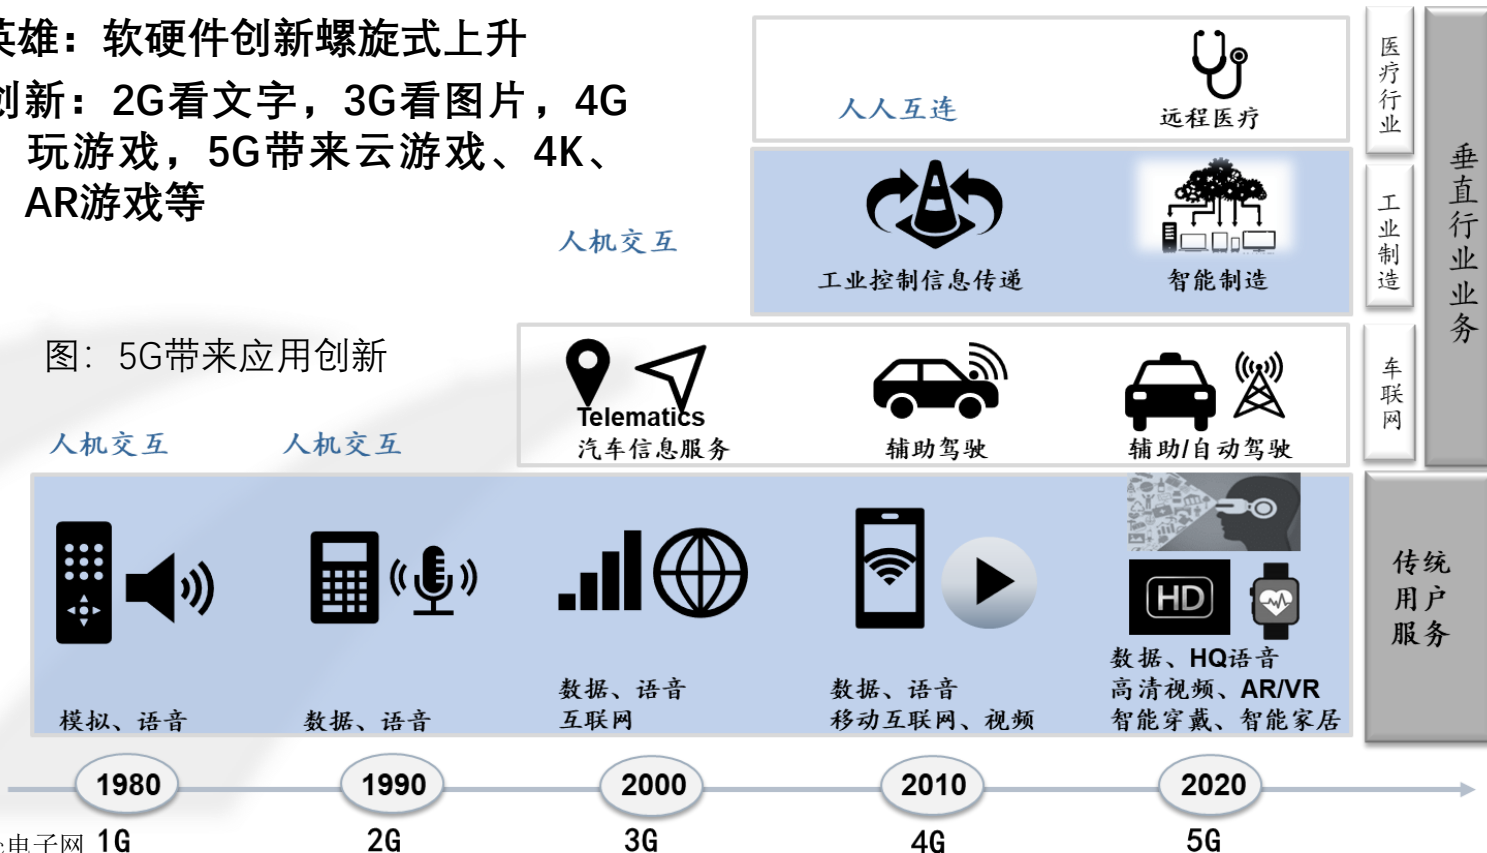 英雄：软硬件创新螺旋式上升
创新：2G看文字，3G看图片，4G
玩游戏，5G带来云游戏、4K、
AR游戏等
人人互连
远程医疗
医疗行业
人机交互
工业控制信息传递
智能制造
工业制造
垂直行业业务
图：5G带来应用创新
Telematics
汽车信息服务
辅助驾驶
辅助/自动驾驶
车联网
人机交互
人机交互
HD
传统
用户
服务
模拟、语音
数据、语音
数据、语音
互联网
数据、语音
移动互联网、视频
数据、HQ语音
高清视频、AR/VR
智能穿戴、智能家居
1980
1990
2000
2010
2020
电子网
1G
2G
3G
4G
5G